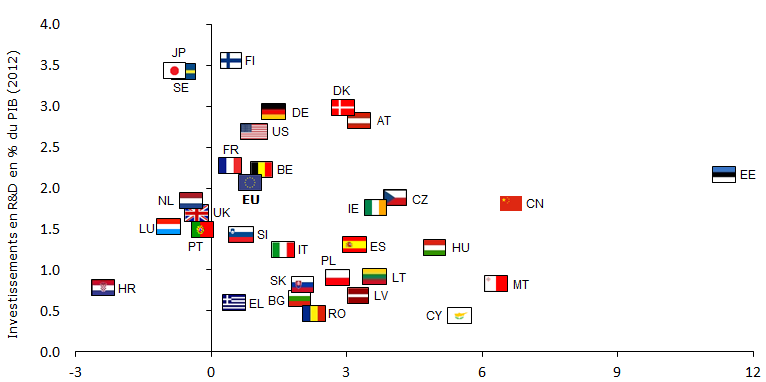 Investissements en R&D en % du PIB (2012)
4.0
3.5
3.0
2.5
2.0
1.5
1.0
0.5
0.0
-3 0 3 6 9 12
JP
SE
FI
DE
US
DK
AT
FR
BE
EU
NL
UK
LU
PT
SI
IT
IE
CZ
CN
EE
ES
HU
HR
EL
SK
BG
RO
PL
LT
LV
MT
CY